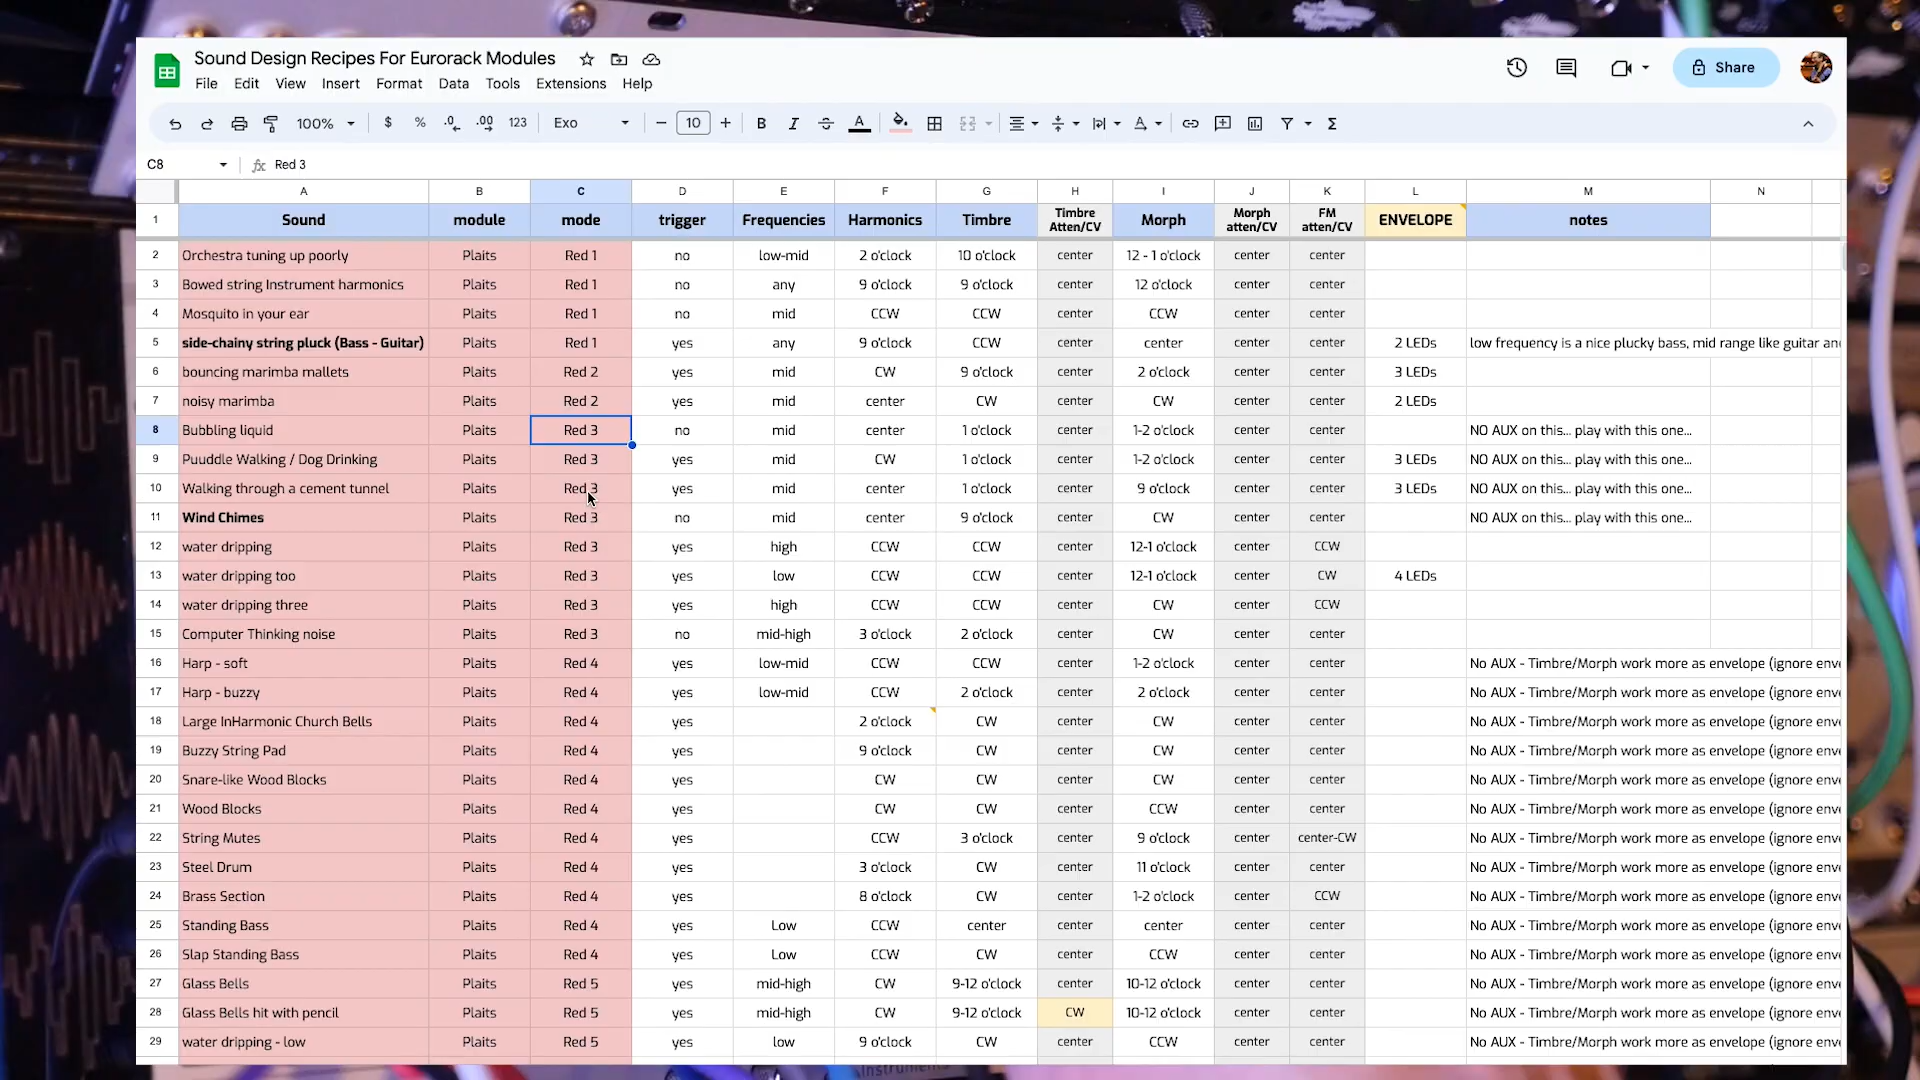 Sound Design Recipes For Eurorack Modules
File Edit View Insert Format Data Tools Extensions Help
Share
100% $ % .0 .00 123 Exo 10 B I A Σ
C8 fx Red 3
A B C D E F G H I J K L M N
1 Sound module mode trigger Frequencies Harmonics Timbre Timbre Atten/CV Morph Morph atten/CV FM atten/CV ENVELOPE notes
2 Orchestra tuning up poorly Plaits Red 1 no low-mid 2 o'clock 10 o'clock center 12 - 1 o'clock center center
3 Bowed string Instrument harmonics Plaits Red 1 no any 9 o'clock 9 o'clock center 12 o'clock center center
4 Mosquito in your ear Plaits Red 1 no mid CCW CCW center CCW center center
5 side-chainy string pluck (Bass - Guitar) Plaits Red 1 yes any 9 o'clock CCW center center center center 2 LEDs low frequency is a nice plucky bass, mid range like guitar an
6 bouncing marimba mallets Plaits Red 2 yes mid CW 9 o'clock center 2 o'clock center center 3 LEDs
7 noisy marimba Plaits Red 2 yes mid center CW center CW center center 2 LEDs
8 Bubbling liquid Plaits Red 3 no mid center 1 o'clock center 1-2 o'clock center center NO AUX on this... play with this one...
9 Puuddle Walking / Dog Drinking Plaits Red 3 yes mid CW 1 o'clock center 1-2 o'clock center center 3 LEDs NO AUX on this... play with this one...
10 Walking through a cement tunnel Plaits Red 3 yes mid center 1 o'clock center 9 o'clock center center 3 LEDs NO AUX on this... play with this one...
11 Wind Chimes Plaits Red 3 no mid center 9 o'clock center CW center center NO AUX on this... play with this one...
12 water dripping Plaits Red 3 yes high CCW CCW center 12-1 o'clock center CCW
13 water dripping too Plaits Red 3 yes low CCW CCW center 12-1 o'clock center CW 4 LEDs
14 water dripping three Plaits Red 3 yes high CCW CCW center CW center CCW
15 Computer Thinking noise Plaits Red 3 no mid-high 3 o'clock 2 o'clock center CW center center
16 Harp - soft Plaits Red 4 yes low-mid CCW CCW center 1-2 o'clock center center No AUX - Timbre/Morph work more as envelope (ignore enve
17 Harp - buzzy Plaits Red 4 yes low-mid CCW 2 o'clock center 2 o'clock center center No AUX - Timbre/Morph work more as envelope (ignore enve
18 Large InHarmonic Church Bells Plaits Red 4 yes 2 o'clock CW center CW center center No AUX - Timbre/Morph work more as envelope (ignore enve
19 Buzzy String Pad Plaits Red 4 yes 9 o'clock CW center CW center center No AUX - Timbre/Morph work more as envelope (ignore enve
20 Snare-like Wood Blocks Plaits Red 4 yes CW CW center CW center center No AUX - Timbre/Morph work more as envelope (ignore enve
21 Wood Blocks Plaits Red 4 yes CW CW center CCW center center No AUX - Timbre/Morph work more as envelope (ignore enve
22 String Mutes Plaits Red 4 yes CCW 3 o'clock center 9 o'clock center center-CW No AUX - Timbre/Morph work more as envelope (ignore enve
23 Steel Drum Plaits Red 4 yes 3 o'clock CW center 11 o'clock center center No AUX - Timbre/Morph work more as envelope (ignore enve
24 Brass Section Plaits Red 4 yes 8 o'clock CW center 1-2 o'clock center CCW No AUX - Timbre/Morph work more as envelope (ignore enve
25 Standing Bass Plaits Red 4 yes Low CCW center center center center center No AUX - Timbre/Morph work more as envelope (ignore enve
26 Slap Standing Bass Plaits Red 4 yes Low CCW CW center CCW center center No AUX - Timbre/Morph work more as envelope (ignore enve
27 Glass Bells Plaits Red 5 yes mid-high CW 9-12 o'clock center 10-12 o'clock center center No AUX - Timbre/Morph work more as envelope (ignore enve
28 Glass Bells hit with pencil Plaits Red 5 yes mid-high CW 9-12 o'clock CW 10-12 o'clock center center No AUX - Timbre/Morph work more as envelope (ignore enve
29 water dripping - low Plaits Red 5 yes low 9 o'clock CW center CCW center center No AUX - Timbre/Morph work more as envelope (ignore enve